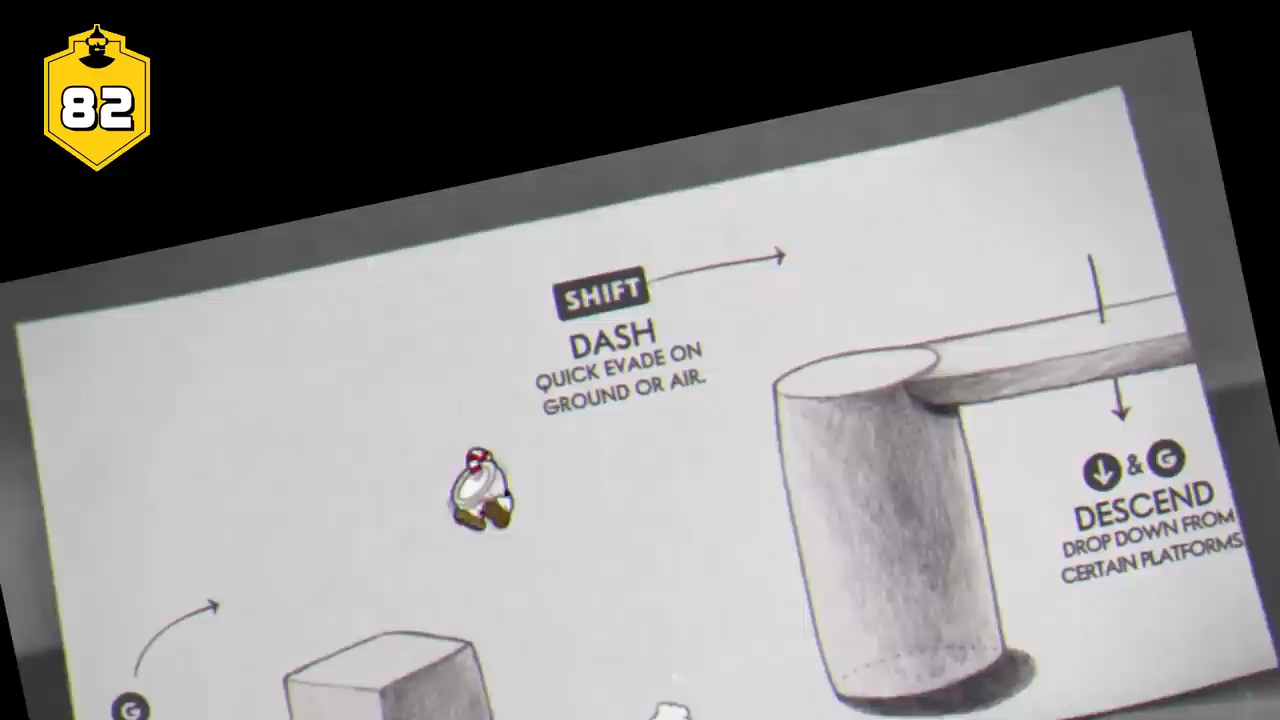 82
SHIFT
DASH
QUICK EVADE ON
GROUND OR AIR.
↓ & G
DESCEND
DROP DOWN FROM
CERTAIN PLATFORMS
G